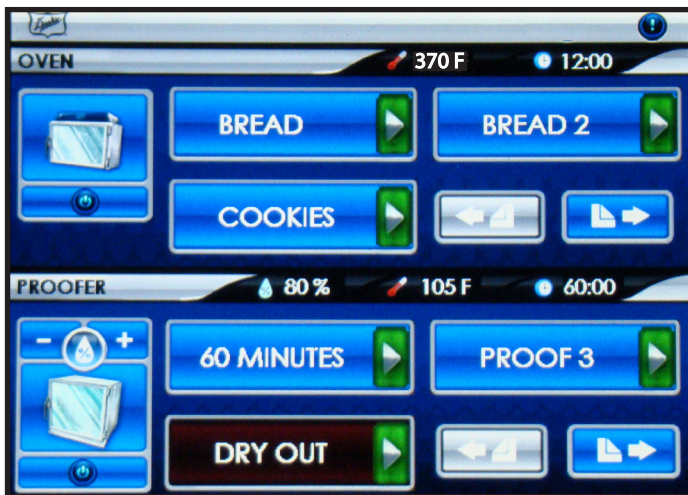 OVEN 370 F 12:00
BREAD BREAD 2
COOKIES
PROOFER 80 % 105 F 60:00
- % +
60 MINUTES PROOF 3
DRY OUT